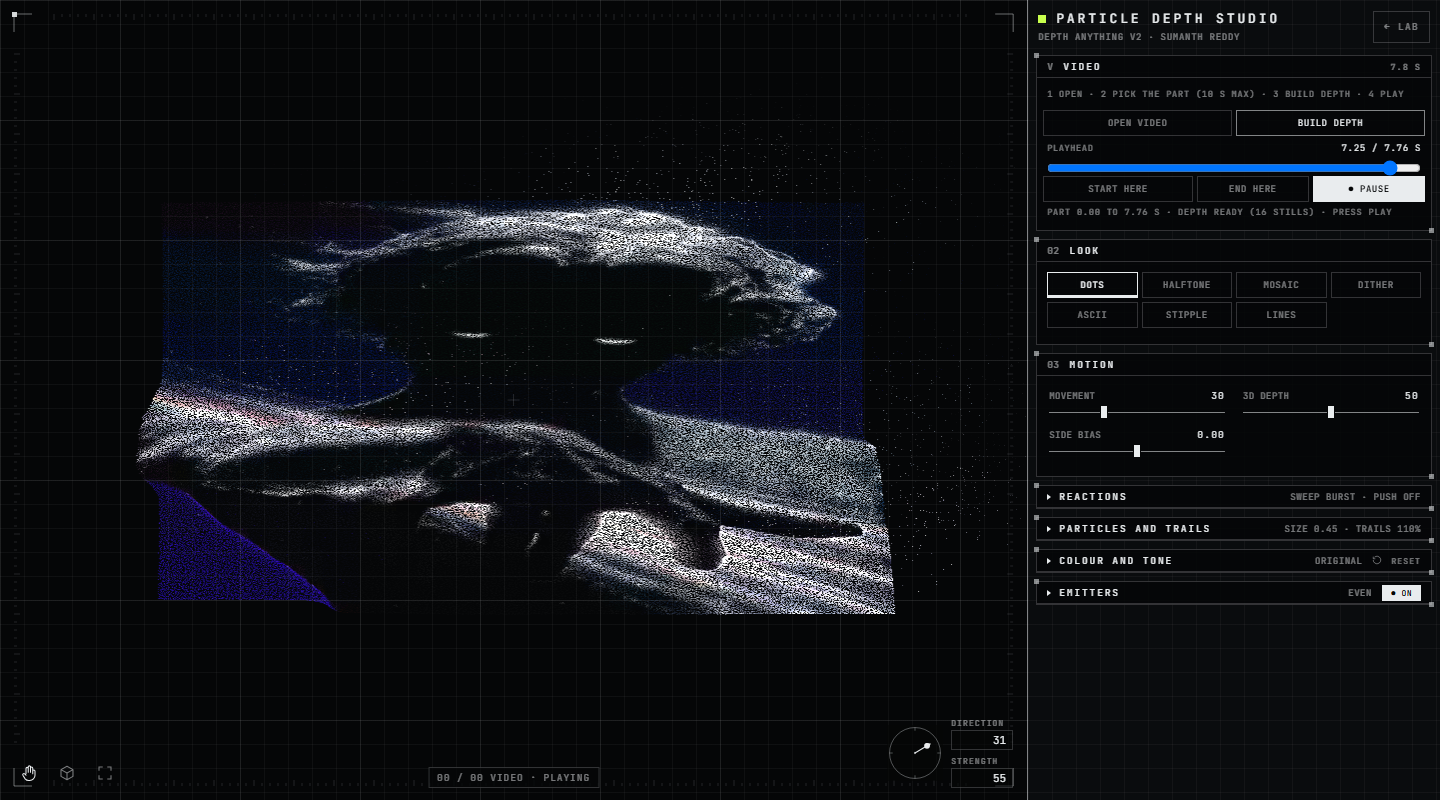 PARTICLE DEPTH STUDIO
DEPTH ANYTHING V2 · SUMANTH REDDY
← LAB
V VIDEO
7.8 S
1 OPEN · 2 PICK THE PART (10 S MAX) · 3 BUILD DEPTH · 4 PLAY
OPEN VIDEO
BUILD DEPTH
PLAYHEAD
7.25 / 7.76 S
START HERE
END HERE
● PAUSE
PART 0.00 TO 7.76 S · DEPTH READY (16 STILLS) · PRESS PLAY
02 LOOK
DOTS
HALFTONE
MOSAIC
DITHER
ASCII
STIPPLE
LINES
03 MOTION
MOVEMENT
30
3D DEPTH
50
SIDE BIAS
0.00
REACTIONS
SWEEP BURST · PUSH OFF
PARTICLES AND TRAILS
SIZE 0.45 · TRAILS 110%
COLOUR AND TONE
ORIGINAL
RESET
EMITTERS
EVEN
● ON
DIRECTION
31
STRENGTH
55
00 / 00 VIDEO · PLAYING